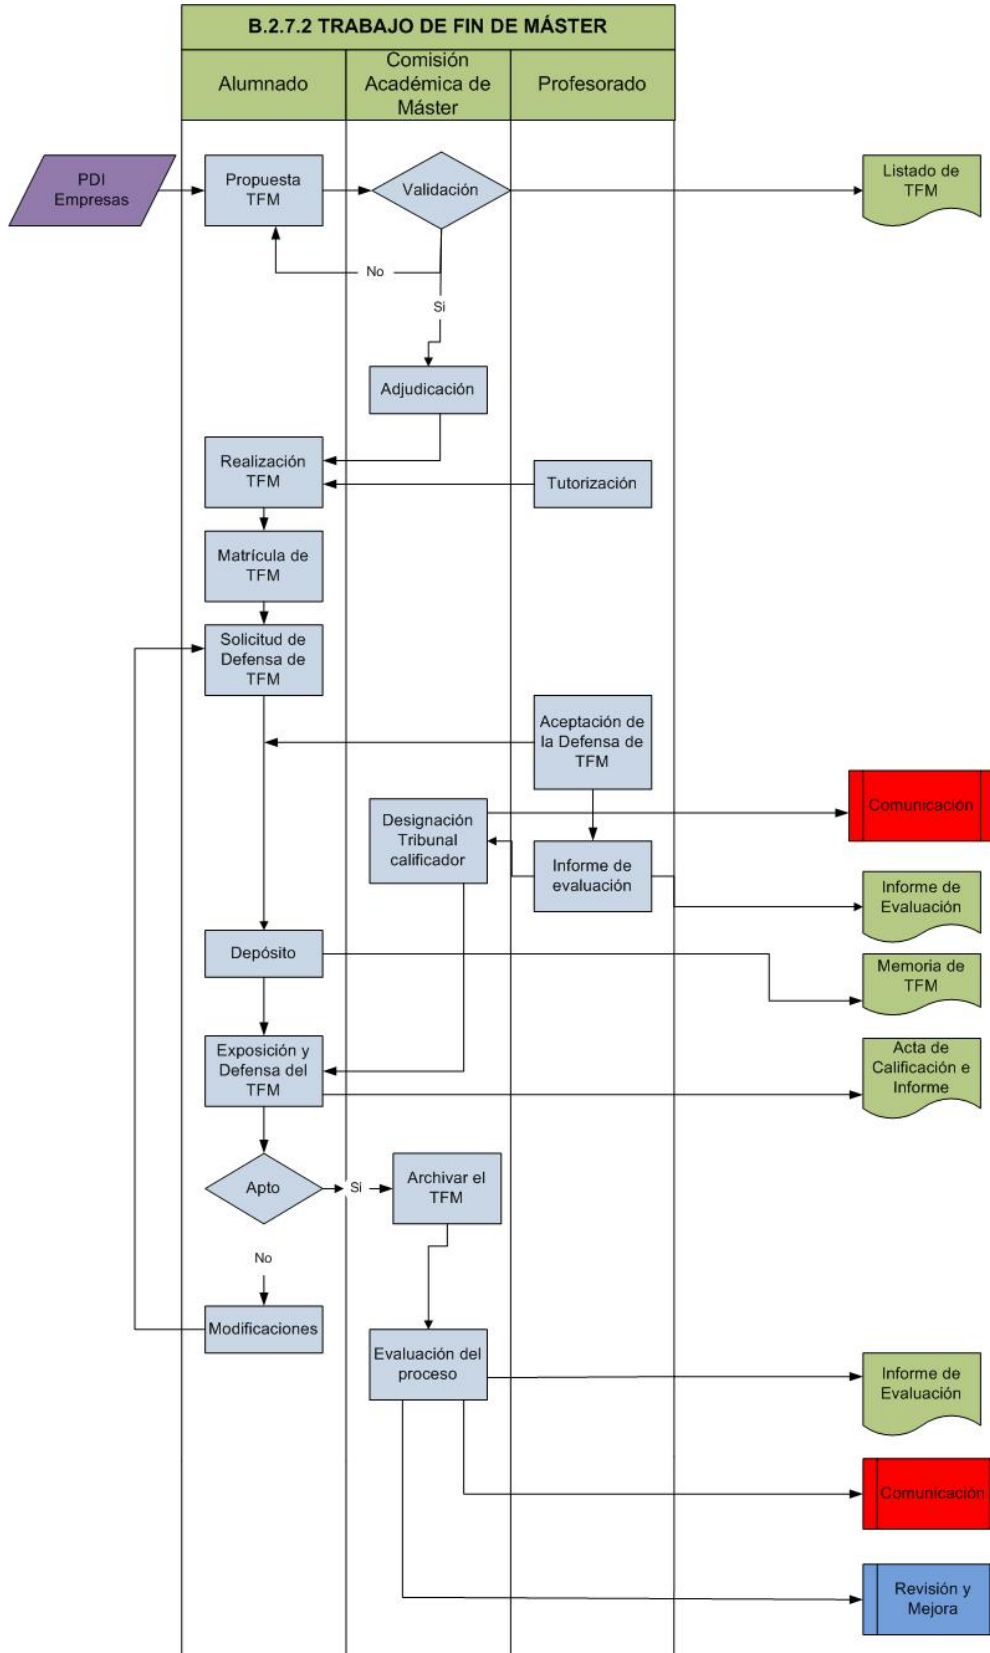 B.2.7.2 TRABAJO DE FIN DE MÁSTER
Alumnado
Comisión
Académica de
Máster
Profesorado
PDI
Empresas
Propuesta
TFM
Validación
Listado de
TFM
No
Si
Adjudicación
Realización
TFM
Tutorización
Matrícula de
TFM
Solicitud de
Defensa de
TFM
Aceptación de
la Defensa de
TFM
Comunicación
Designación
Tribunal
calificador
Informe de
evaluación
Informe de
Evaluación
Depósito
Memoria de
TFM
Exposición y
Defensa del
TFM
Acta de
Calificación e
Informe
Apto
Si
Archivar el
TFM
No
Modificaciones
Evaluación del
proceso
Informe de
Evaluación
Comunicación
Revisión y
Mejora